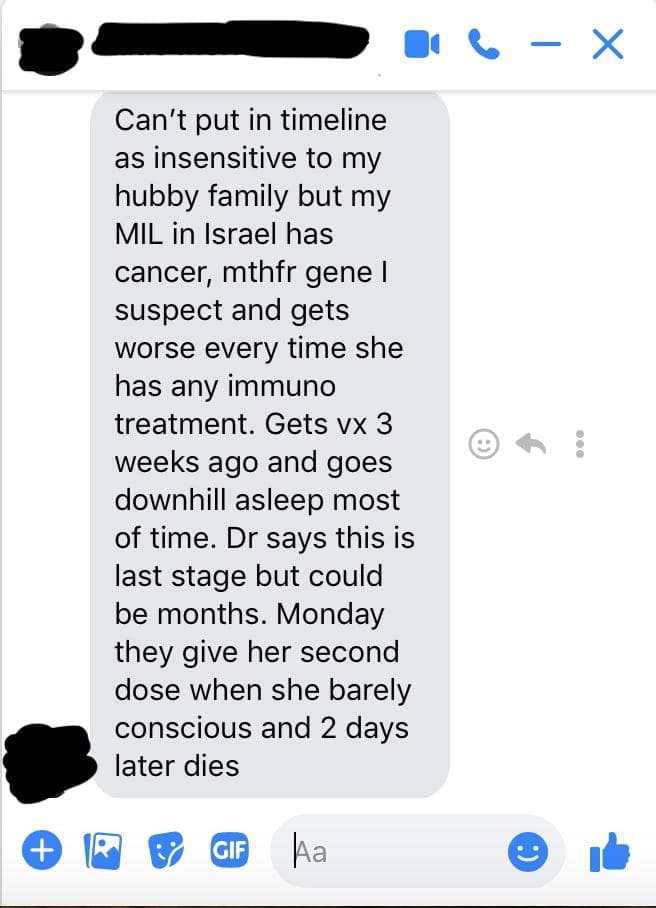 Can't put in timeline
as insensitive to my
hubby family but my
MIL in Israel has
cancer, mthfr gene I
suspect and gets
worse every time she
has any immuno
treatment. Gets vx 3
weeks ago and goes
downhill asleep most
of time. Dr says this is
last stage but could
be months. Monday
they give her second
dose when she barely
conscious and 2 days
later dies
GIF
Aa